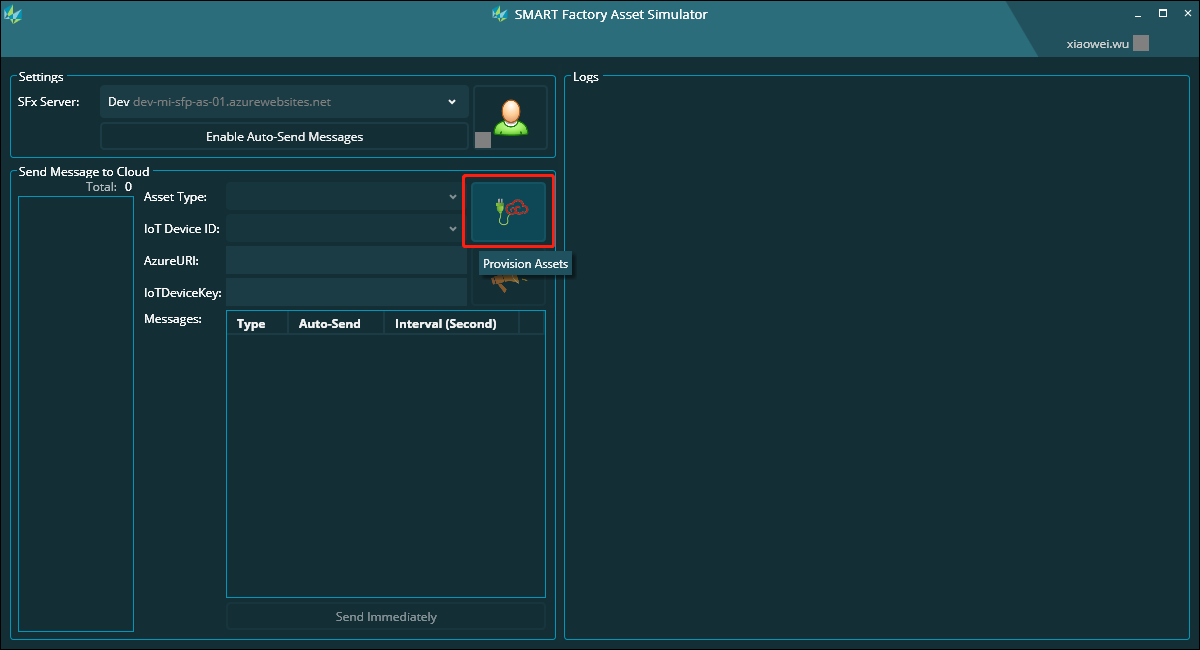 SMART Factory Asset Simulator
xiaowei.wu
Settings
SFx Server:
Dev dev-mi-sfp-as-01.azurewebsites.net
Enable Auto-Send Messages
Send Message to Cloud
Total: 0
Asset Type:
IoT Device ID:
AzureURI:
IoTDeviceKey:
Provision Assets
Messages:
Type Auto-Send Interval (Second)
Send Immediately
Logs